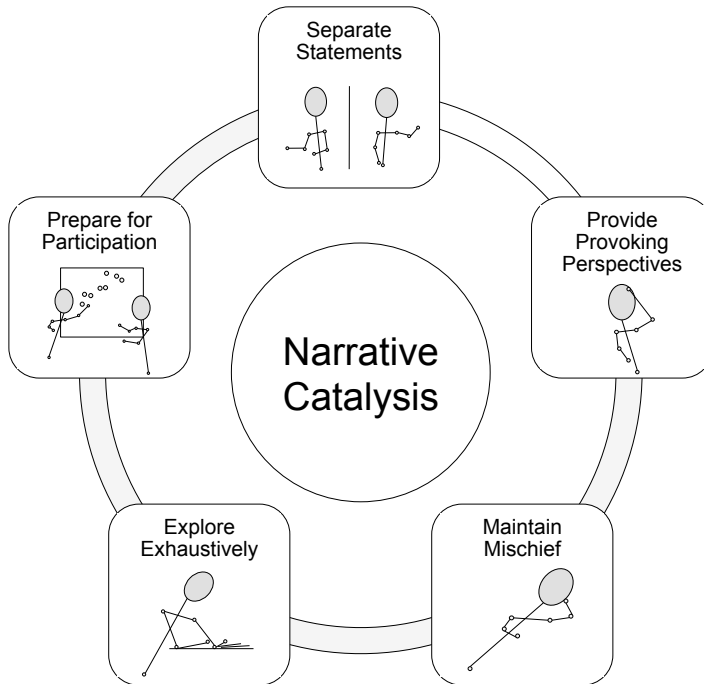 Separate
Statements
Prepare for
Participation
Provide
Provoking
Perspectives
Narrative
Catalysis
Explore
Exhaustively
Maintain
Mischief